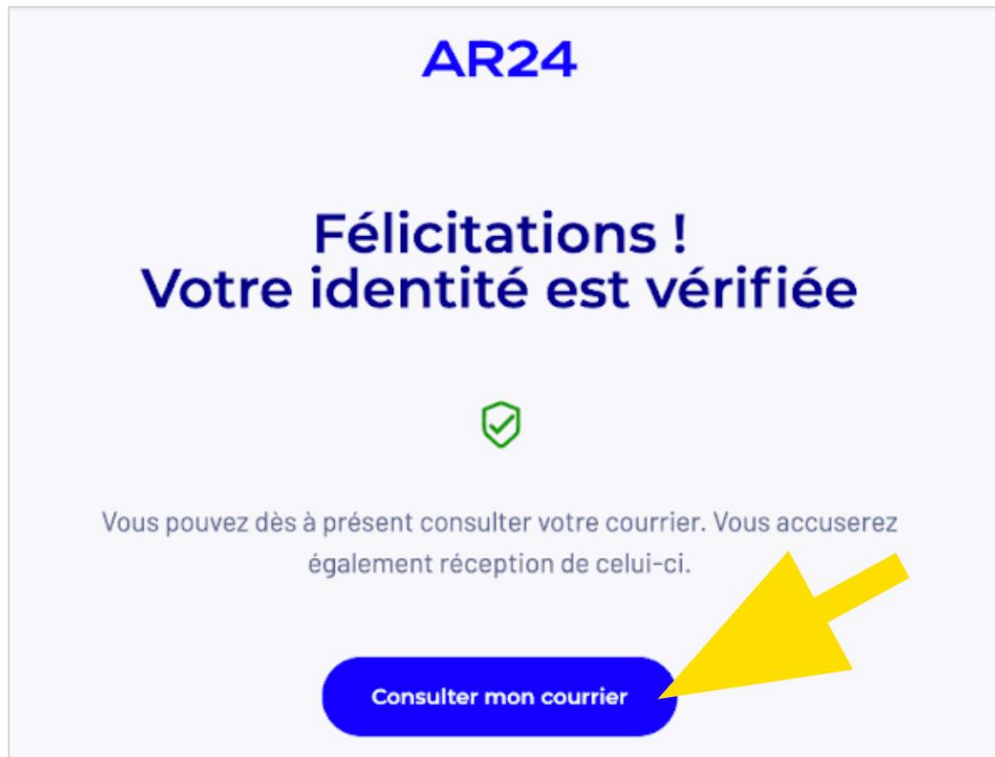 AR24
Félicitations !
Votre identité est vérifiée
Vous pouvez dès à présent consulter votre courrier. Vous accuserez
également réception de celui-ci.
Consulter mon courrier